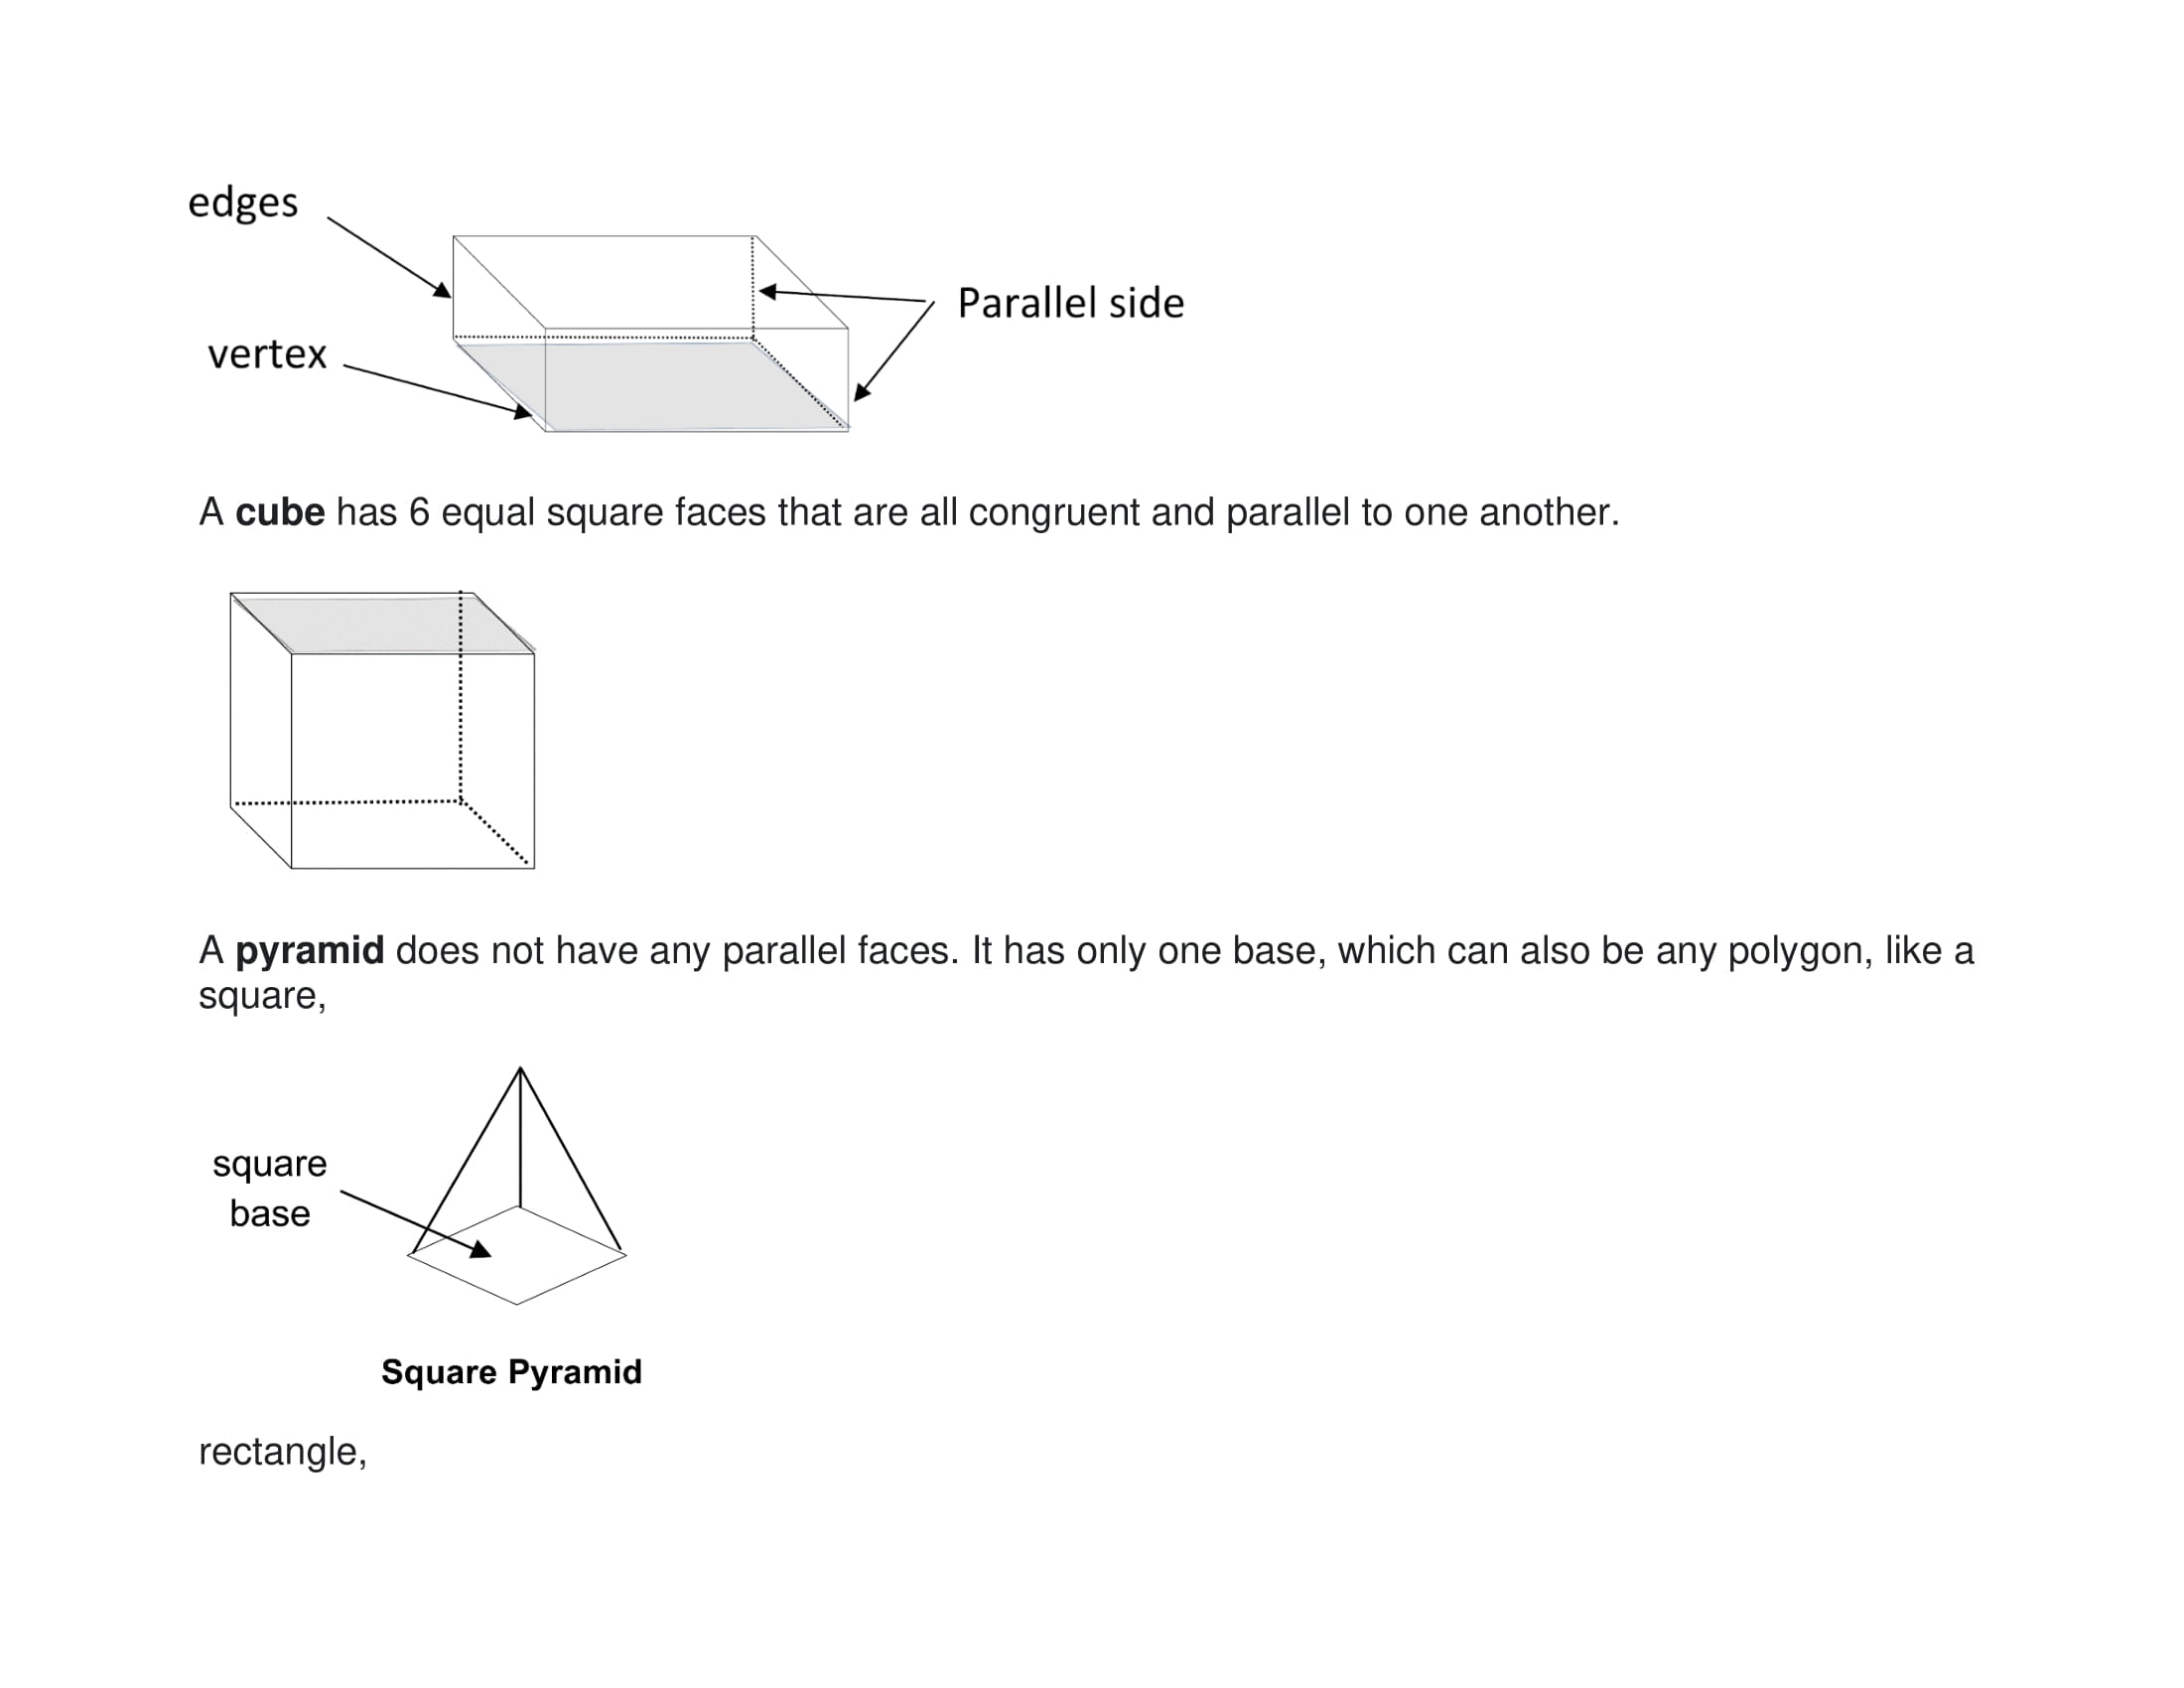 edges
Parallel side
vertex
A cube has 6 equal square faces that are all congruent and parallel to one another.
A pyramid does not have any parallel faces. It has only one base, which can also be any polygon, like a
square,
square
base
Square Pyramid
rectangle,